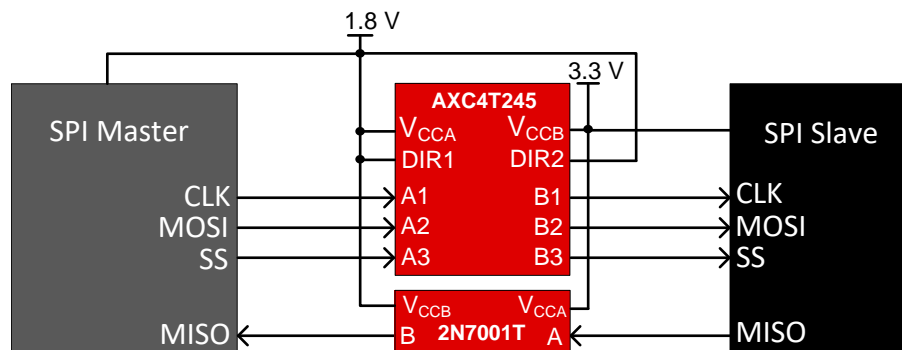 1.8 V
3.3 V
SPI Master
AXC4T245
SPI Slave
VCCA
VCCB
DIR1
DIR2
CLK
A1
B1
CLK
MOSI
A2
B2
MOSI
SS
A3
B3
SS
VCCB
VCCA
MISO
B
2N7001T
A
MISO